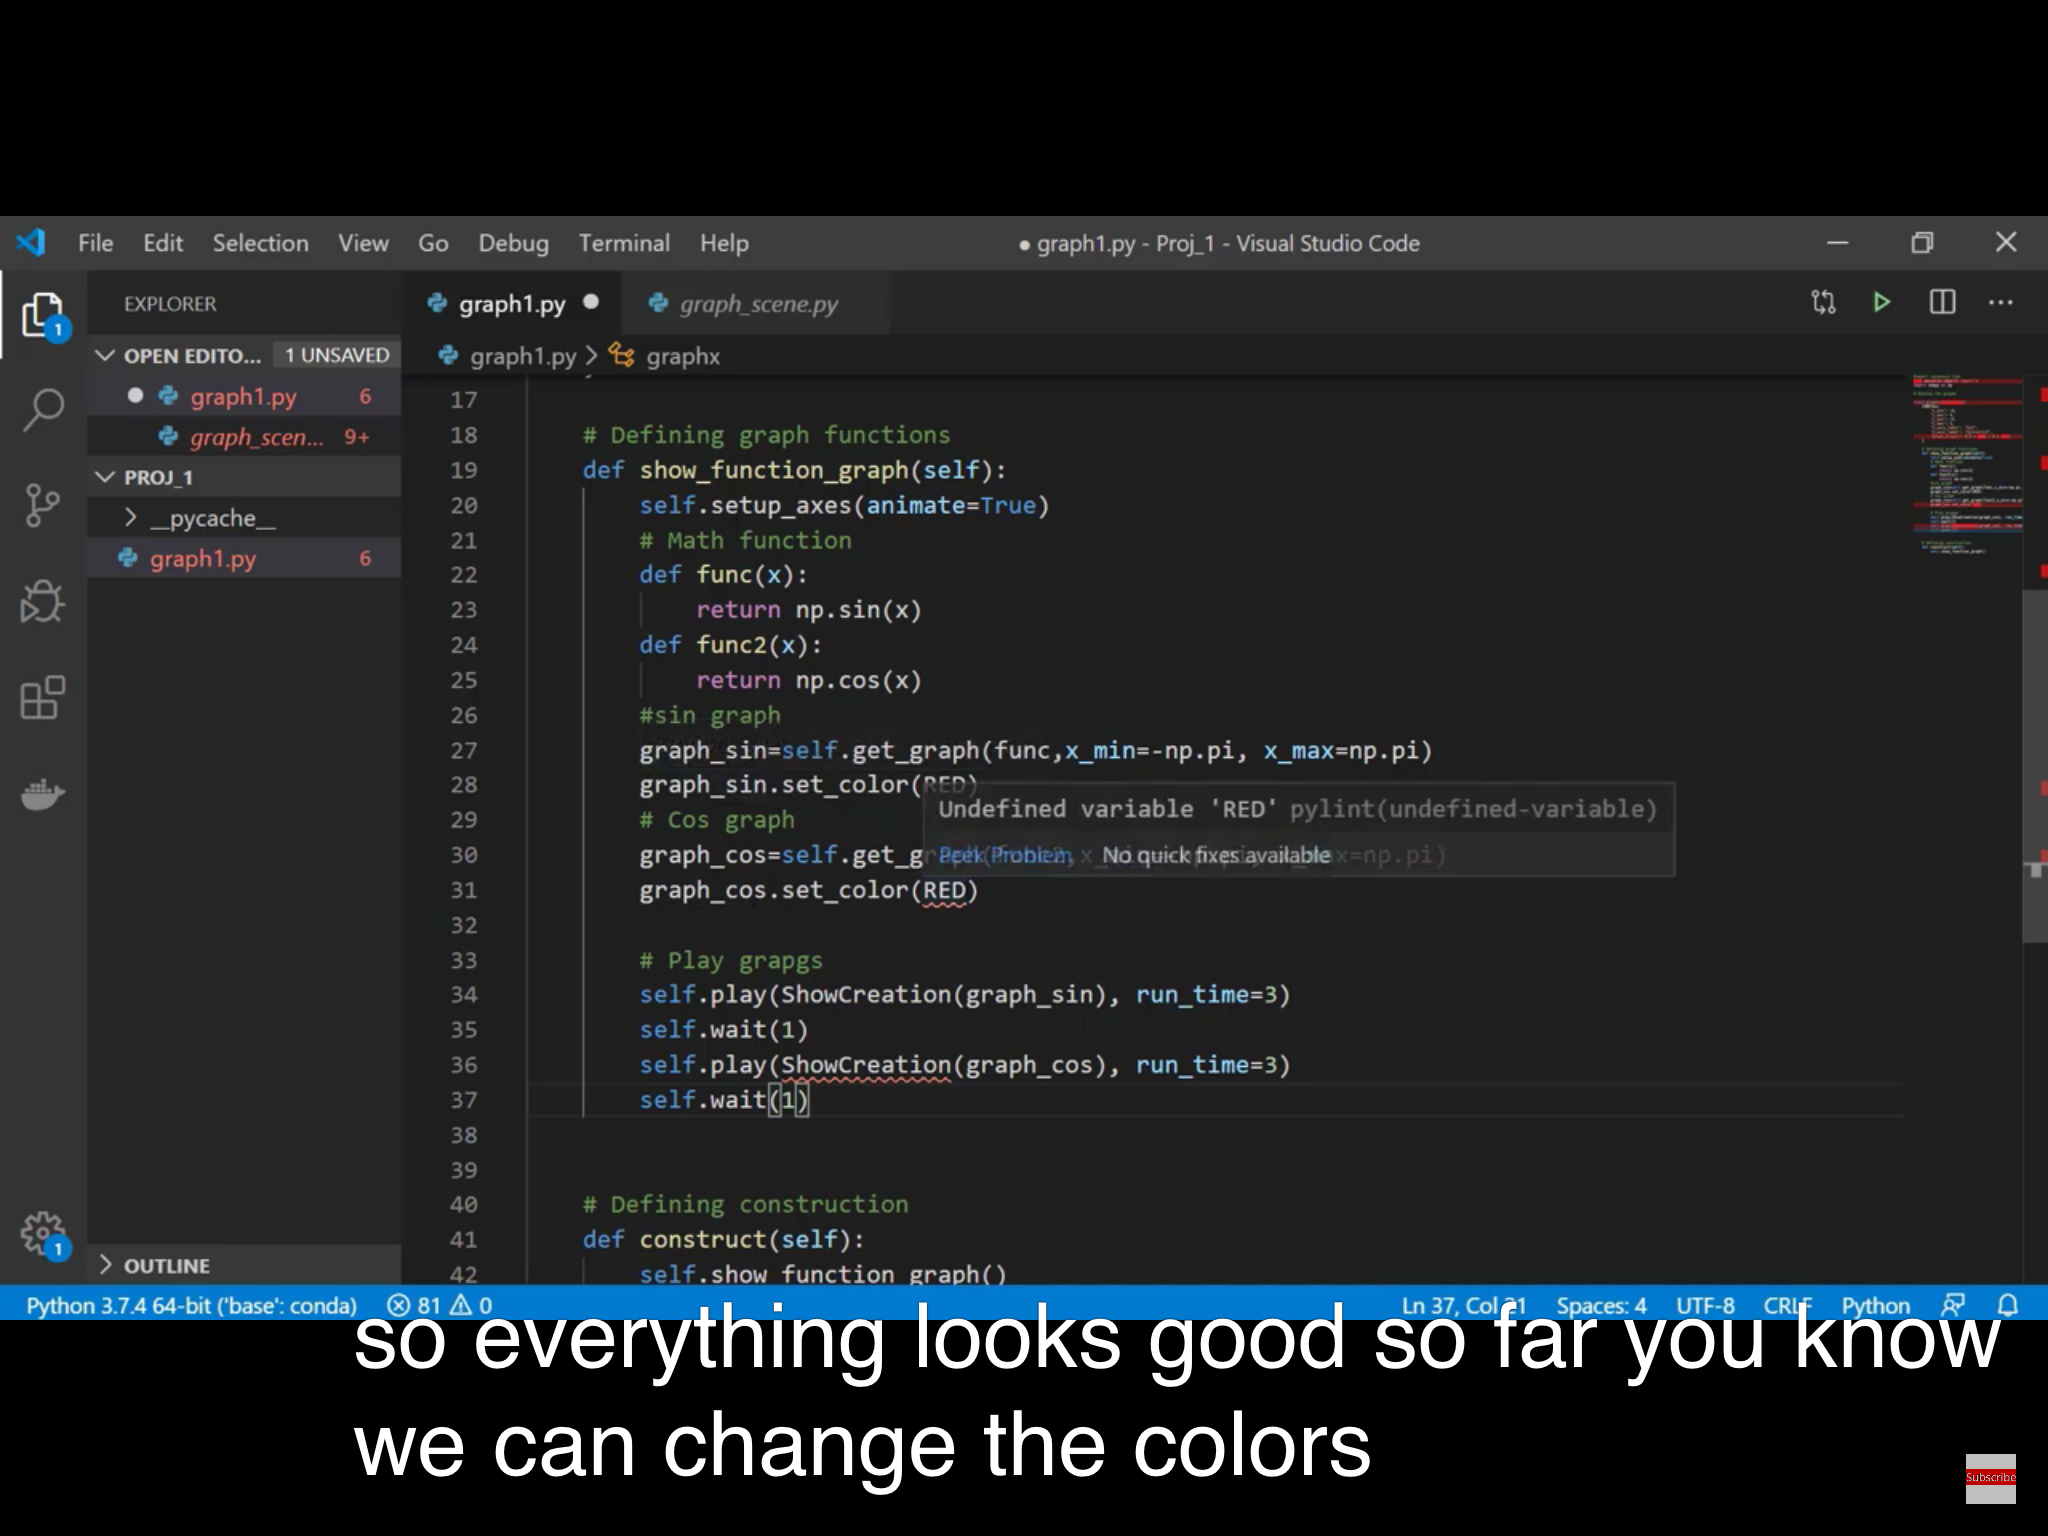 File Edit Selection View Go Debug Terminal Help
● graph1.py - Proj_1 - Visual Studio Code
EXPLORER
OPEN EDITO... 1 UNSAVED
graph1.py 6
graph_scen... 9+
PROJ_1
__pycache__
graph1.py 6
OUTLINE
1
1
graph1.py
graph_scene.py
graph1.py > graphx
17
18 # Defining graph functions
19 def show_function_graph(self):
20 self.setup_axes(animate=True)
21 # Math function
22 def func(x):
23 return np.sin(x)
24 def func2(x):
25 return np.cos(x)
26 #sin graph
27 graph_sin=self.get_graph(func,x_min=-np.pi, x_max=np.pi)
28 graph_sin.set_color(RED)
Undefined variable 'RED' pylint(undefined-variable)
29 # Cos graph
30 graph_cos=self.get_g
Peek Problem No quick fixes available
=np.pi)
31 graph_cos.set_color(RED)
32
33 # Play grapgs
34 self.play(ShowCreation(graph_sin), run_time=3)
35 self.wait(1)
36 self.play(ShowCreation(graph_cos), run_time=3)
37 self.wait(1)
38
39
40 # Defining construction
41 def construct(self):
42 self.show_function_graph()
Python 3.7.4 64-bit ('base': conda) 81 0
Ln 37, Col 21 Spaces: 4 UTF-8 CRLF Python
so everything looks good so far you know
we can change the colors
Subscribe